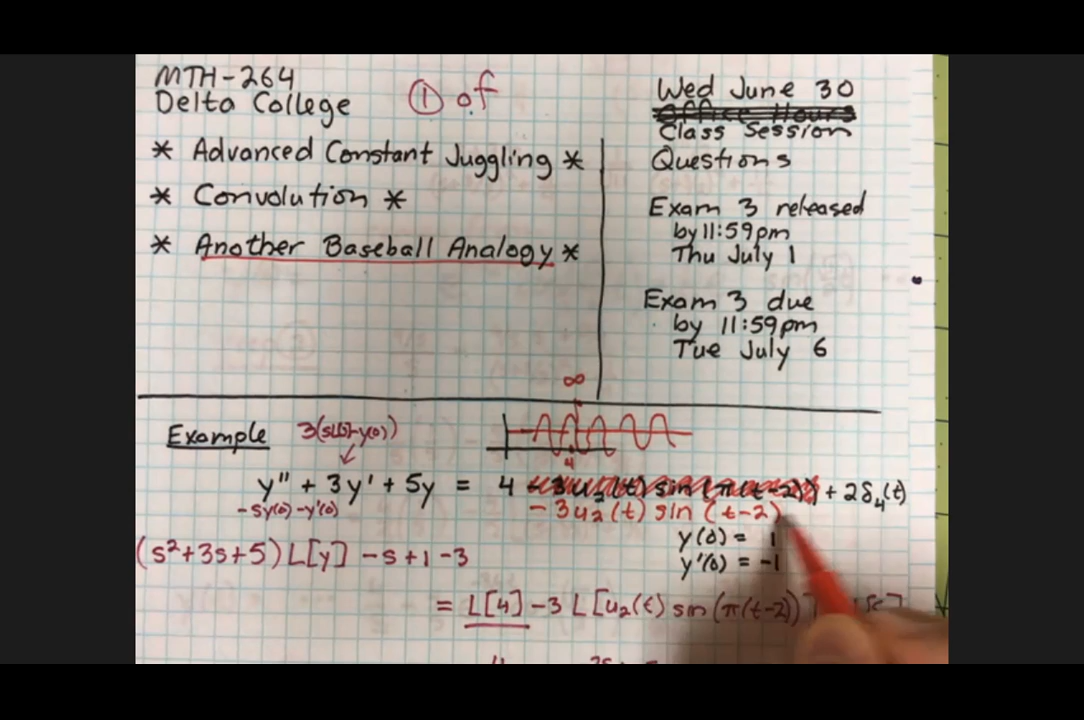 MTH-264
Delta College
① of
* Advanced Constant Juggling *
* Convolution *
* Another Baseball Analogy *
Wed June 30
Office Hours
Class Session
Questions
Exam 3 released
by 11:59pm
Thu July 1
Exam 3 due
by 11:59pm
Tue July 6
∞
4
Example 3(sL[]-y(0))
y" + 3y' + 5y = 4 - 3u₂(t) sin(π(t-2)) + 2δ₄(t)
- sy(0) - y'(0)
- 3u₂(t) sin(t-2)
y(0) = 1
y'(0) = -1
(s²+3s+5) L[y] - s + 1 - 3
= L[4] - 3 L[u₂(t) sin(π(t-2))